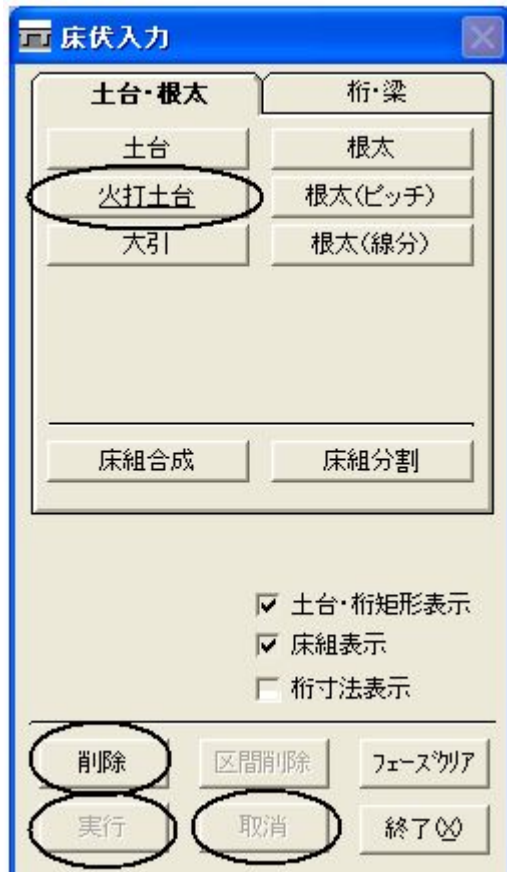 床伏入力
土台・根太 桁・梁
土台 根太
火打土台 根太(ピッチ)
大引 根太(線分)
床組合成 床組分割
土台・桁矩形表示
床組表示
桁寸法表示
削除 区間削除 フェーズクリア
実行 取消 終了(X)